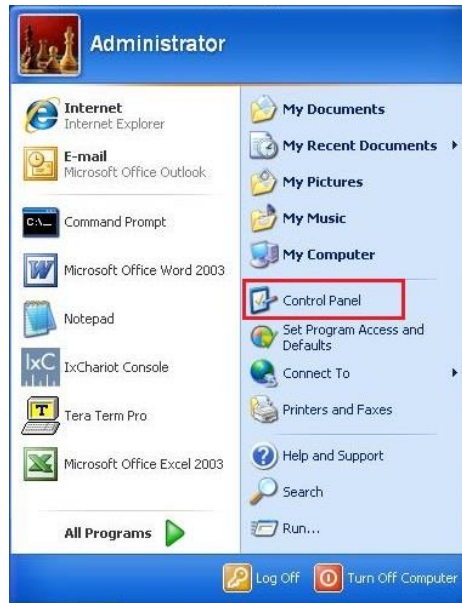 Administrator
Internet
Internet Explorer
E-mail
Microsoft Office Outlook
C:\_
Command Prompt
W
Microsoft Office Word 2003
Notepad
IxC
IxChariot Console
T
Tera Term Pro
X
Microsoft Office Excel 2003
All Programs
My Documents
My Recent Documents
My Pictures
My Music
My Computer
Control Panel
Set Program Access and
Defaults
Connect To
Printers and Faxes
Help and Support
Search
Run...
Log Off
Turn Off Computer